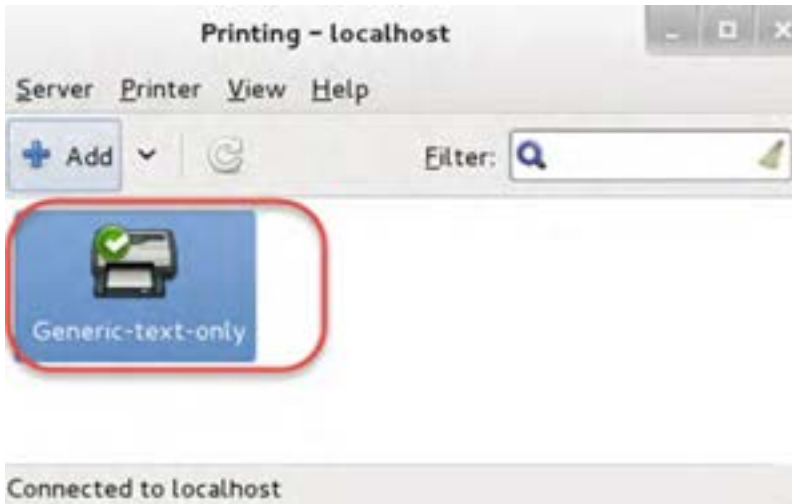 Printing - localhost
Server Printer View Help
Add Filter:
Generic-text-only
Connected to localhost